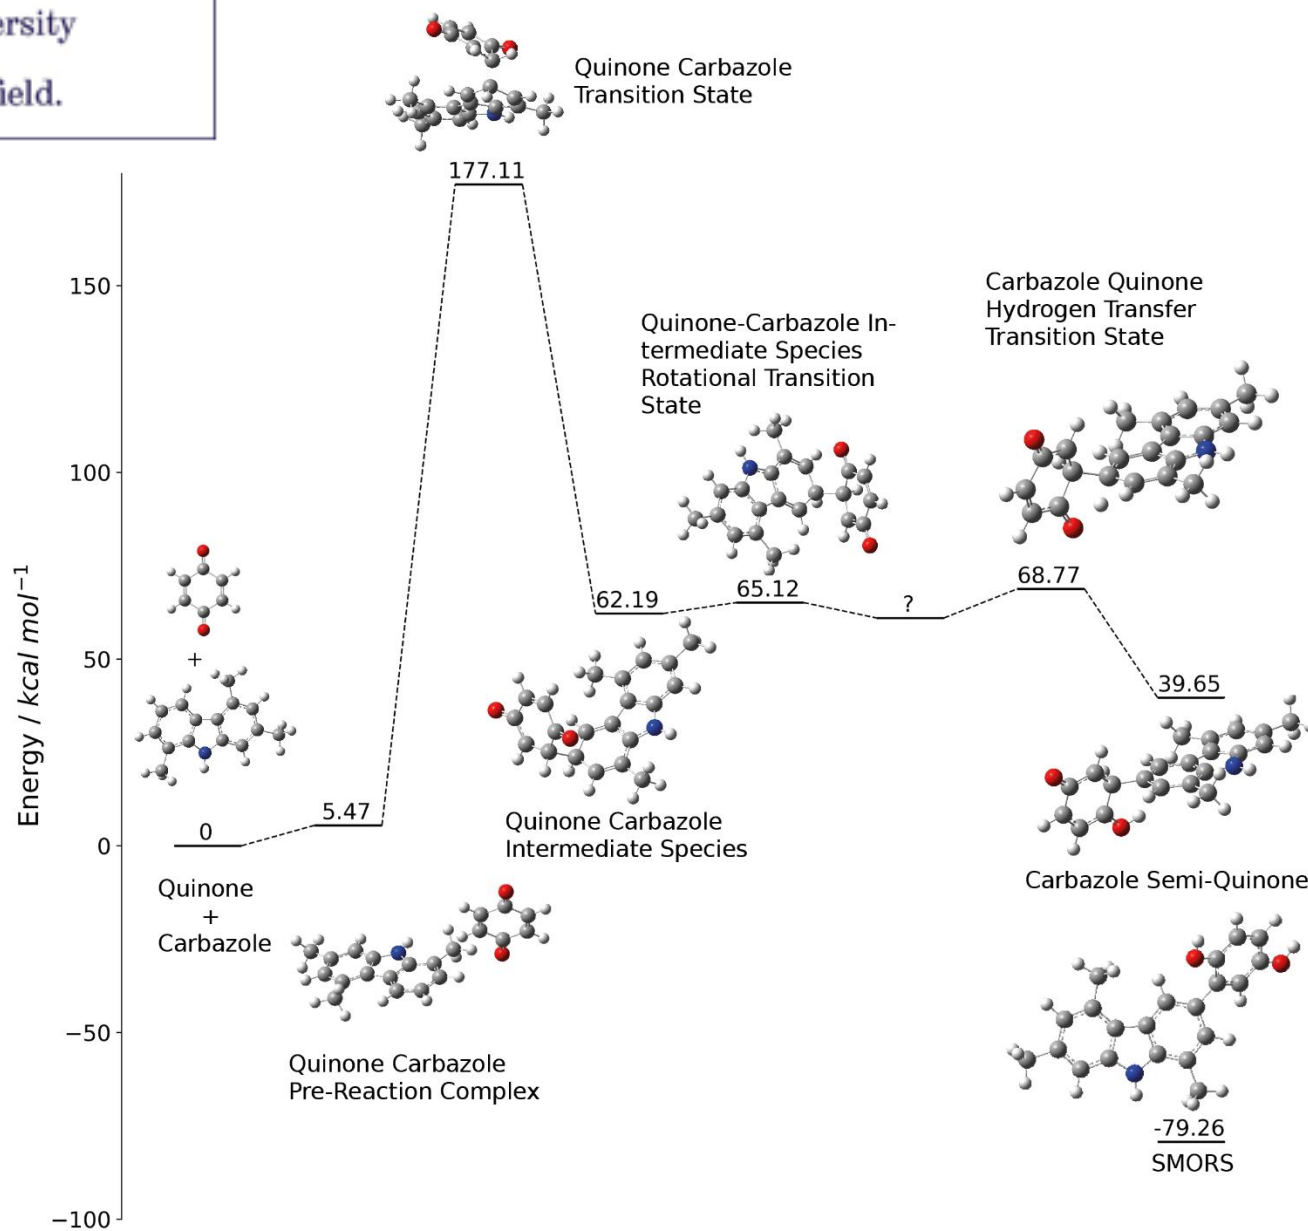 ersity
ield.
Quinone Carbazole
Transition State
177.11
150
Carbazole Quinone
Hydrogen Transfer
Transition State
Quinone-Carbazole In-
termediate Species
Rotational Transition
State
100
68.77
65.12
62.19
?
Energy / kcal mol⁻¹
+
50
39.65
Quinone Carbazole
Intermediate Species
5.47
0
0
Carbazole Semi-Quinone
Quinone
+
Carbazole
−50
Quinone Carbazole
Pre-Reaction Complex
-79.26
SMORS
−100